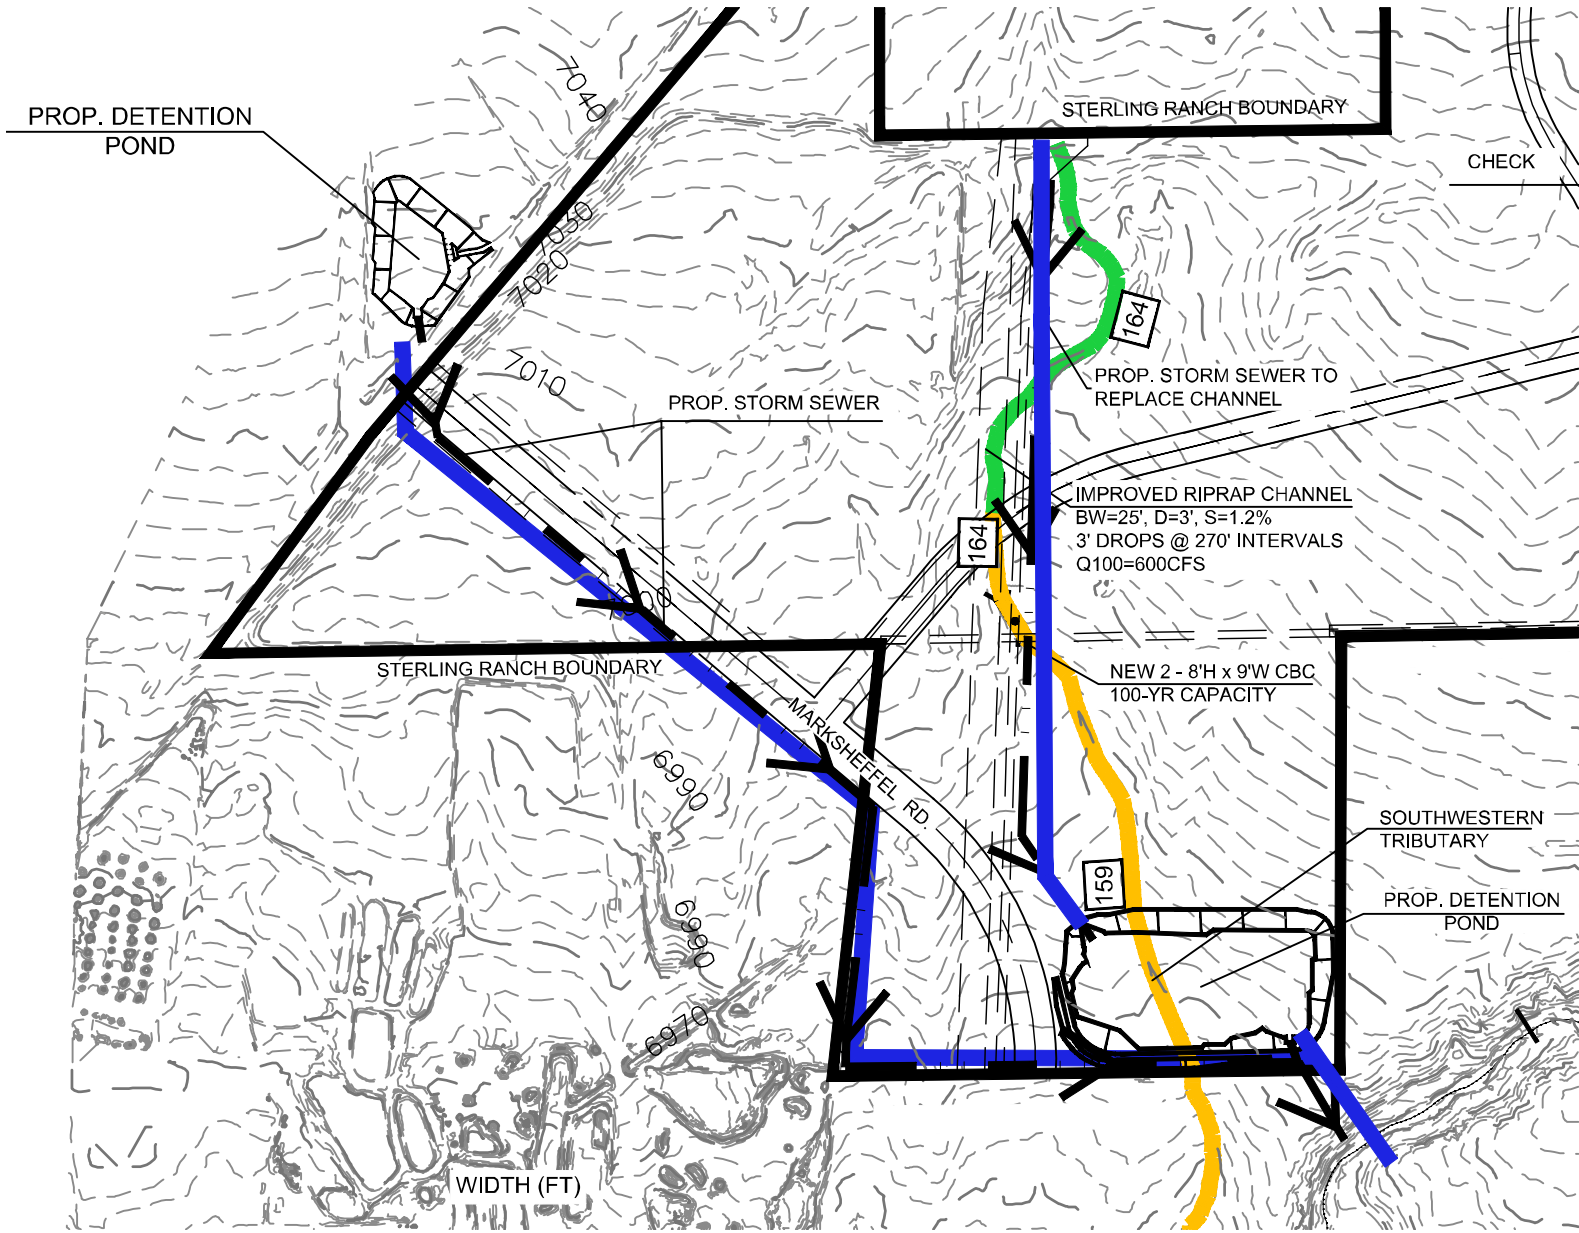 7040
STERLING RANCH BOUNDARY
PROP. DETENTION
POND
CHECK
7030
7020
164
7010
PROP. STORM SEWER TO
REPLACE CHANNEL
PROP. STORM SEWER
IMPROVED RIPRAP CHANNEL
BW=25', D=3', S=1.2%
3' DROPS @ 270' INTERVALS
Q100=600CFS
164
7000
STERLING RANCH BOUNDARY
NEW 2 - 8'H x 9'W CBC
100-YR CAPACITY
MARKSHEFFEL RD.
6990
SOUTHWESTERN
TRIBUTARY
159
PROP. DETENTION
POND
6990
6970
WIDTH (FT)